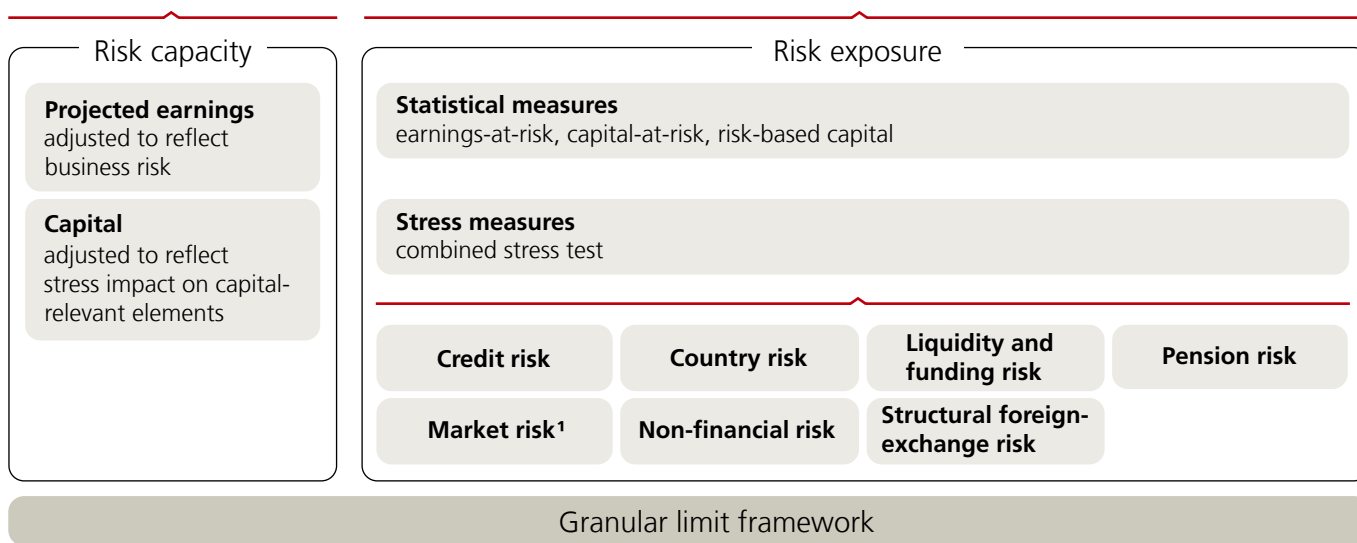 Risk capacity
Projected earnings
adjusted to reflect
business risk
Capital
adjusted to reflect
stress impact on capital-
relevant elements
Risk exposure
Statistical measures
earnings-at-risk, capital-at-risk, risk-based capital
Stress measures
combined stress test
Credit risk
Country risk
Liquidity and
funding risk
Pension risk
Market risk¹
Non-financial risk
Structural foreign-
exchange risk
Granular limit framework